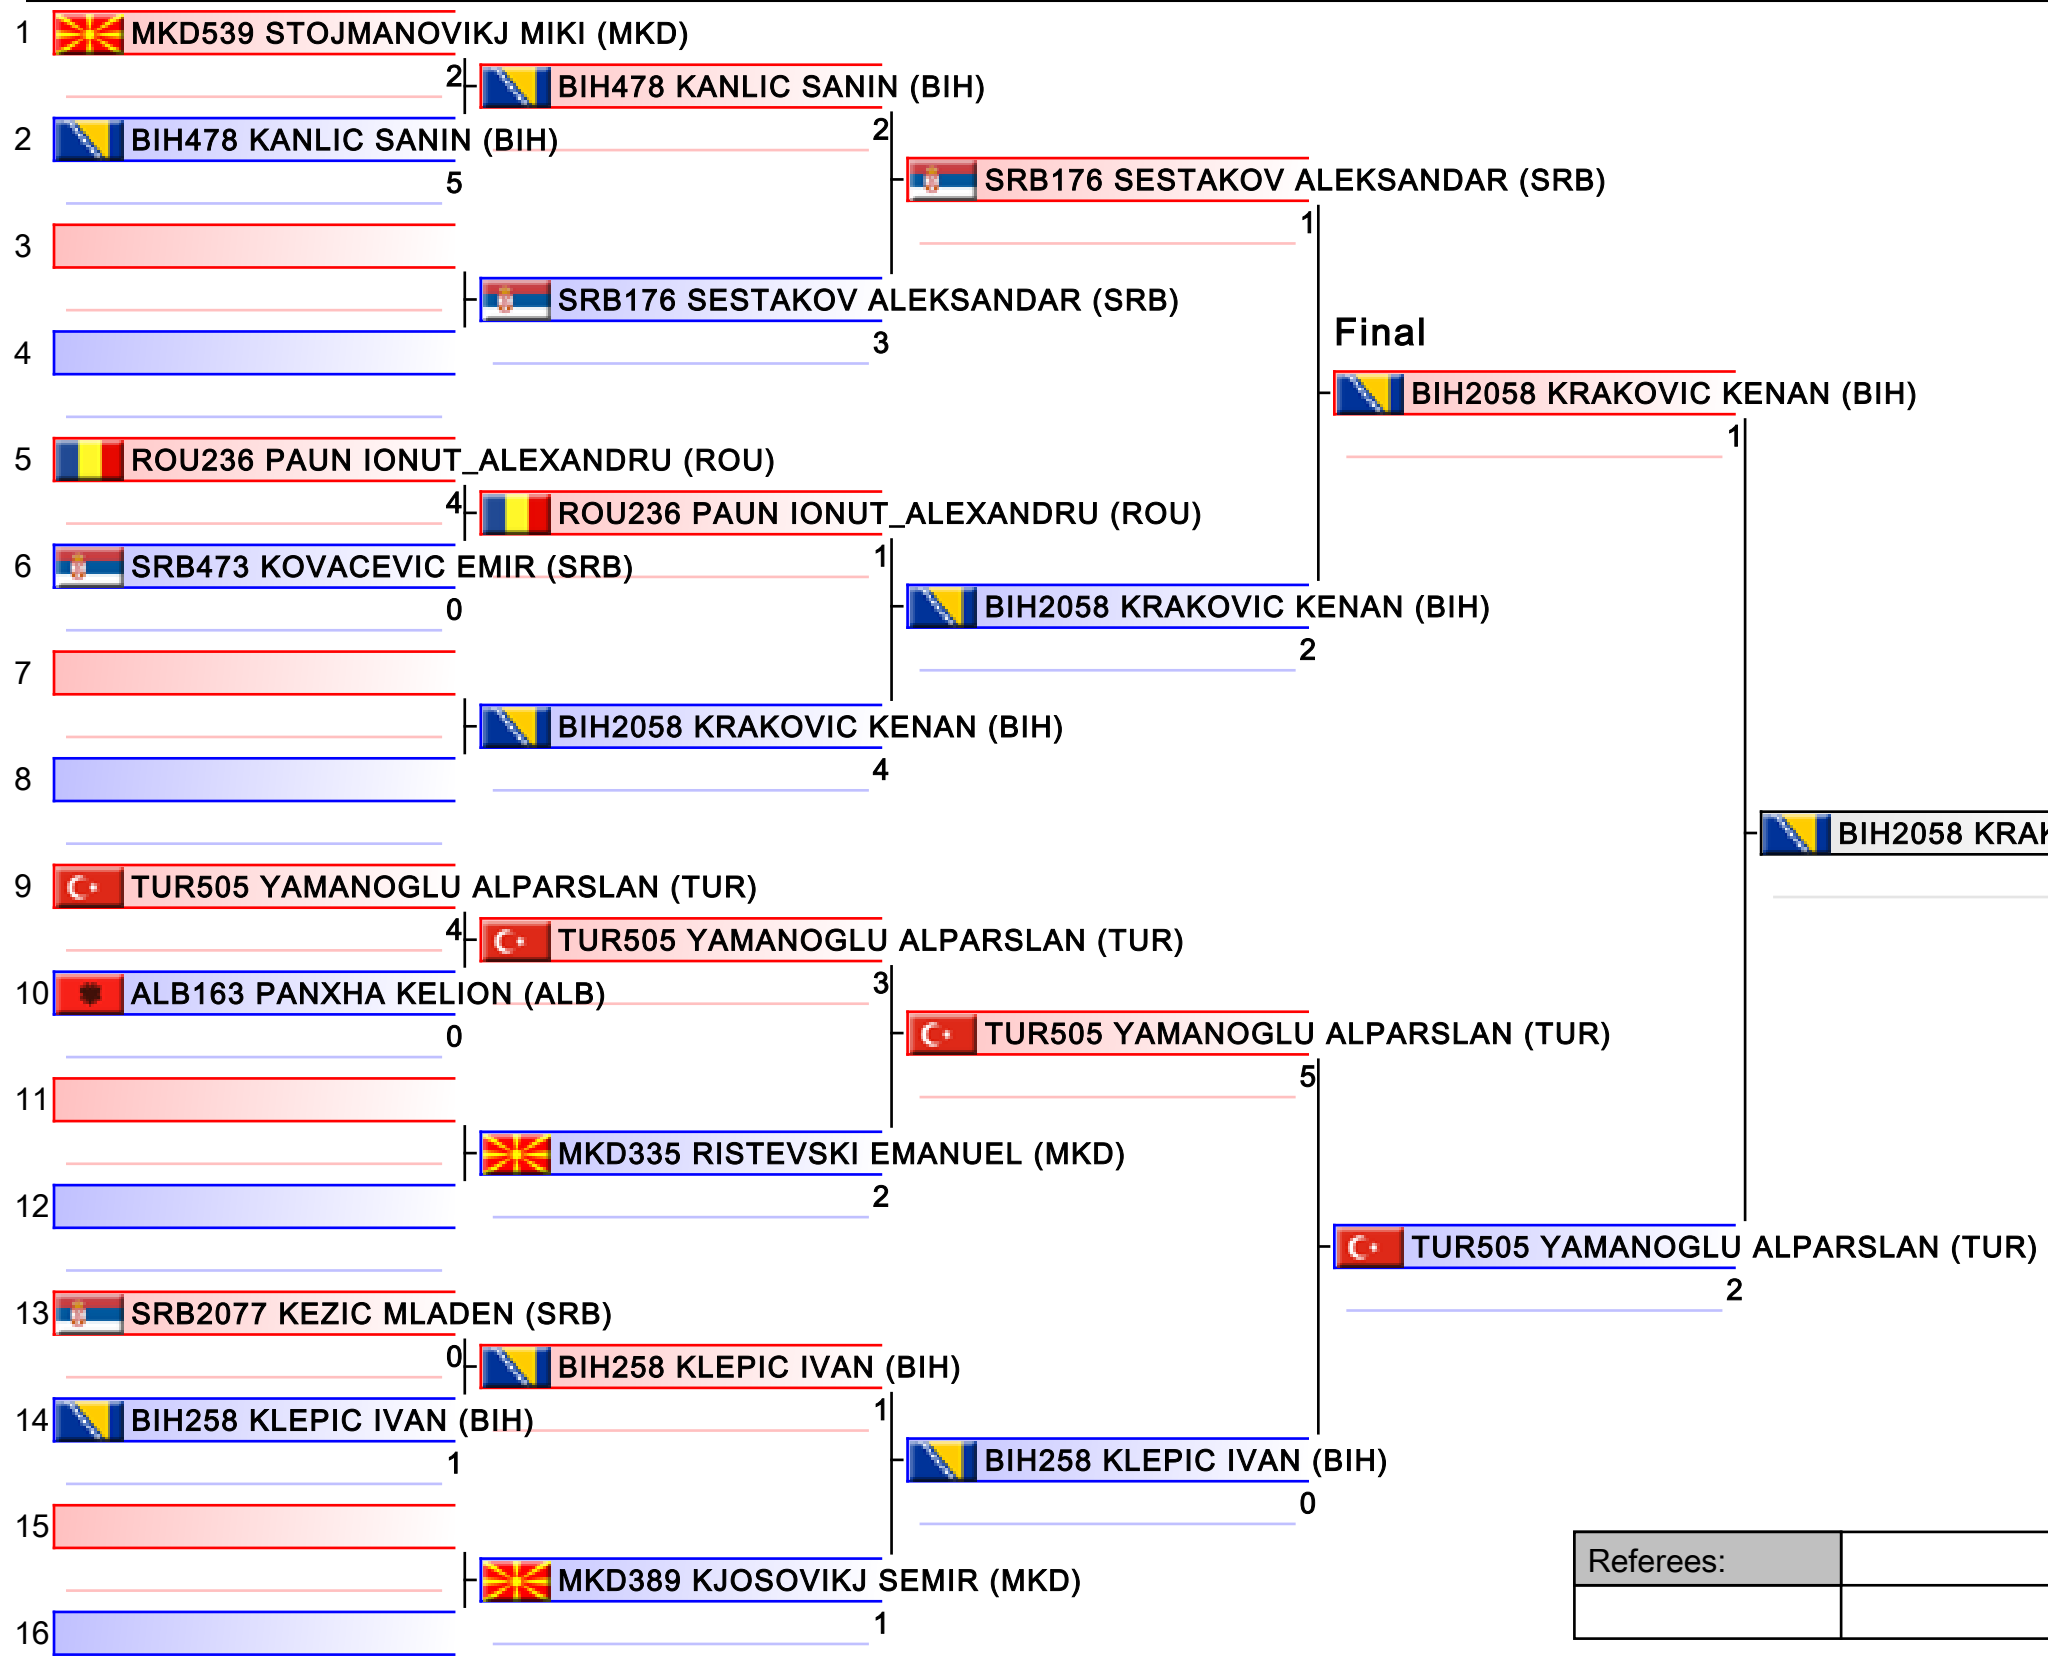 1 MKD539 STOJMANOVIKJ MIKI (MKD)
2 BIH478 KANLIC SANIN (BIH)
2 BIH478 KANLIC SANIN (BIH)
2
5
SRB176 SESTAKOV ALEKSANDAR (SRB)
1
3
SRB176 SESTAKOV ALEKSANDAR (SRB)
3
4
Final
BIH2058 KRAKOVIC KENAN (BIH)
1
5 ROU236 PAUN IONUT_ALEXANDRU (ROU)
4 ROU236 PAUN IONUT_ALEXANDRU (ROU)
1
6 SRB473 KOVACEVIC EMIR (SRB)
0
BIH2058 KRAKOVIC KENAN (BIH)
2
7
BIH2058 KRAKOVIC KENAN (BIH)
4
8
BIH2058
9 TUR505 YAMANOGLU ALPARSLAN (TUR)
4 TUR505 YAMANOGLU ALPARSLAN (TUR)
3
10 ALB163 PANXHA KELION (ALB)
0
TUR505 YAMANOGLU ALPARSLAN (TUR)
5
11
MKD335 RISTEVSKI EMANUEL (MKD)
2
12
TUR505 YAMANOGLU ALPARSLAN (TUR)
2
13 SRB2077 KEZIC MLADEN (SRB)
0 BIH258 KLEPIC IVAN (BIH)
1
14 BIH258 KLEPIC IVAN (BIH)
1
BIH258 KLEPIC IVAN (BIH)
0
15
MKD389 KJOSOVIKJ SEMIR (MKD)
1
16
Referees: